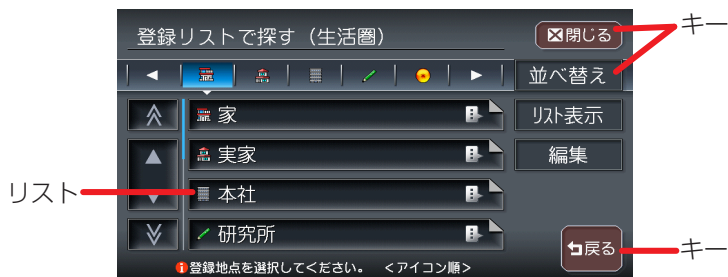 登録リストで探す（生活圏）
閉じる
キー
並べ替え
家
リスト表示
実家
編集
リスト
本社
研究所
戻る
キー
登録地点を選択してください。 <アイコン順>